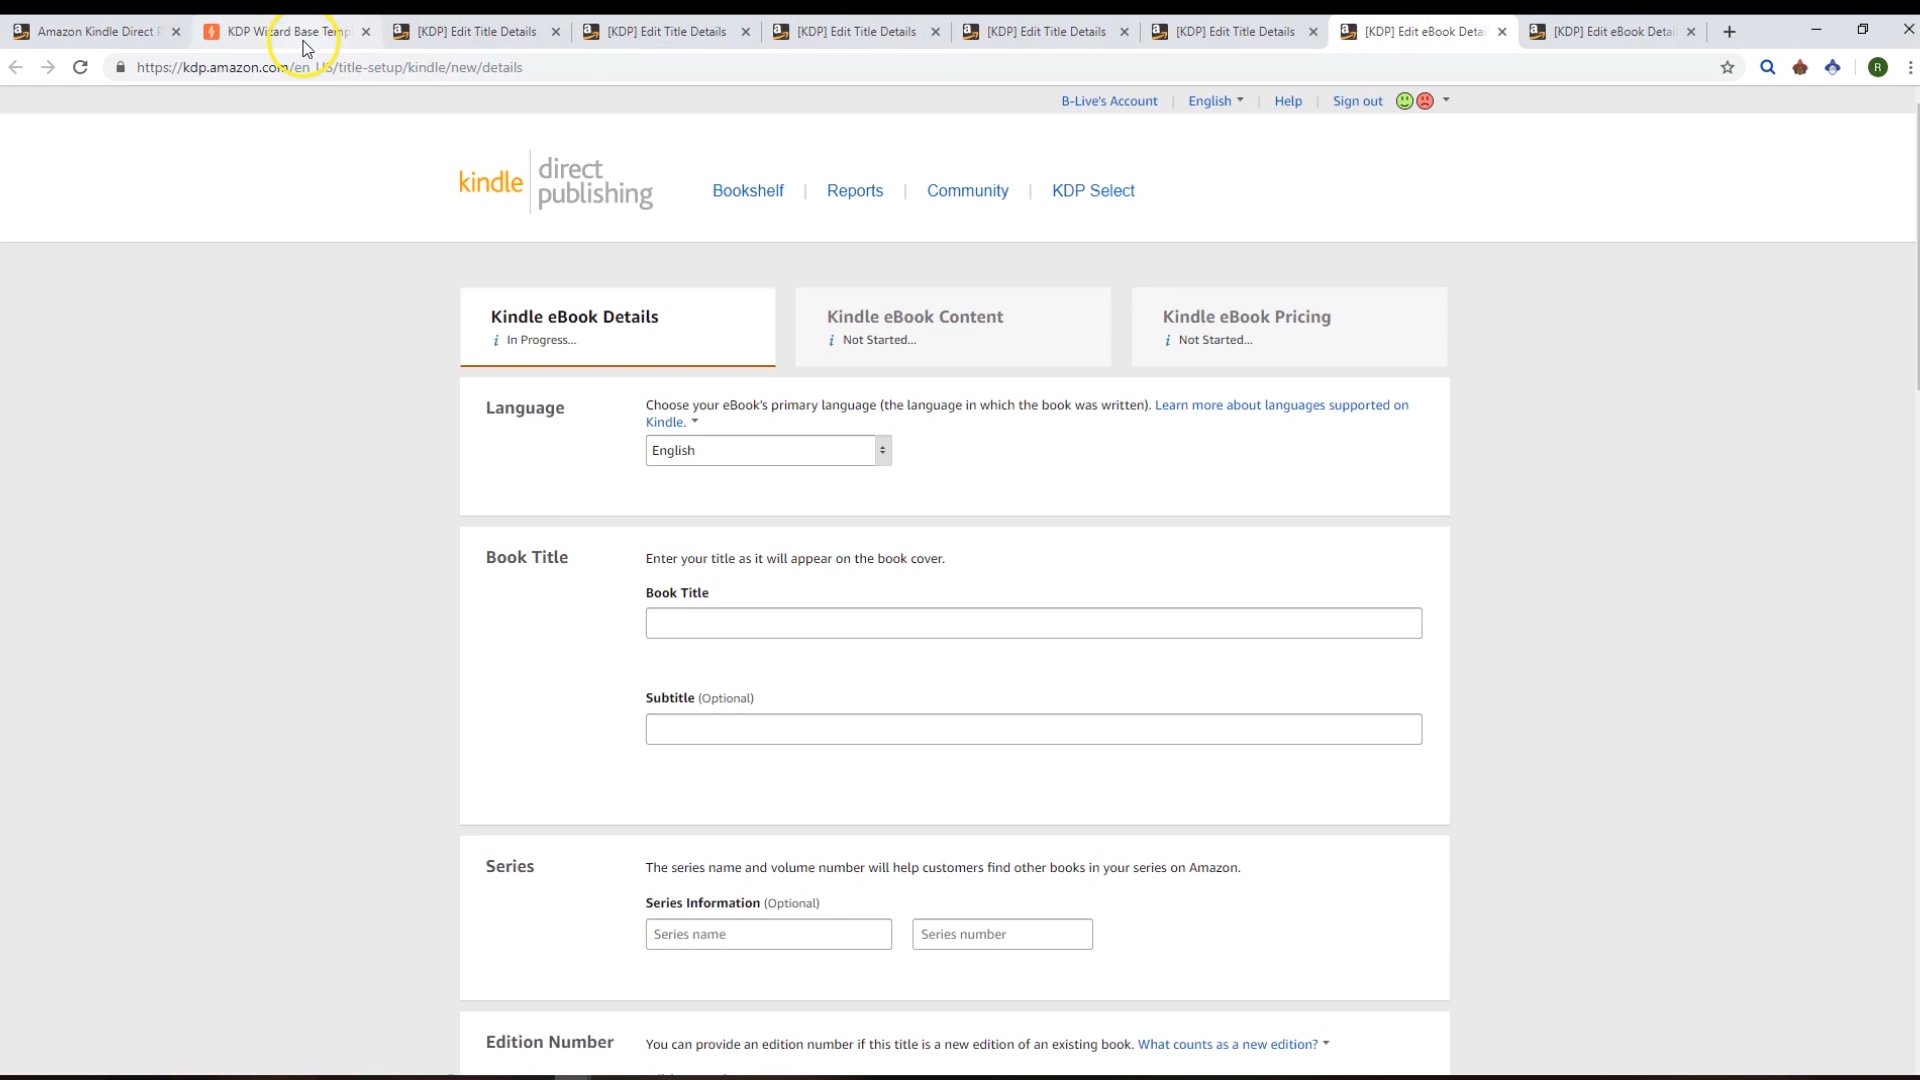 Amazon Kindle Direct P
KDP Wizard Base Temp
[KDP] Edit Title Details
[KDP] Edit Title Details
[KDP] Edit Title Details
[KDP] Edit Title Details
[KDP] Edit Title Details
[KDP] Edit eBook Detai
[KDP] Edit eBook Detai
https://kdp.amazon.com/en_US/title-setup/kindle/new/details
R
B-Live's Account
English
Help
Sign out
kindle direct publishing
Bookshelf
Reports
Community
KDP Select
Kindle eBook Details
In Progress...
Kindle eBook Content
Not Started...
Kindle eBook Pricing
Not Started...
Language
Choose your eBook's primary language (the language in which the book was written). Learn more about languages supported on
Kindle.
English
Book Title
Enter your title as it will appear on the book cover.
Book Title
Subtitle (Optional)
Series
The series name and volume number will help customers find other books in your series on Amazon.
Series Information (Optional)
Series name
Series number
Edition Number
You can provide an edition number if this title is a new edition of an existing book. What counts as a new edition?